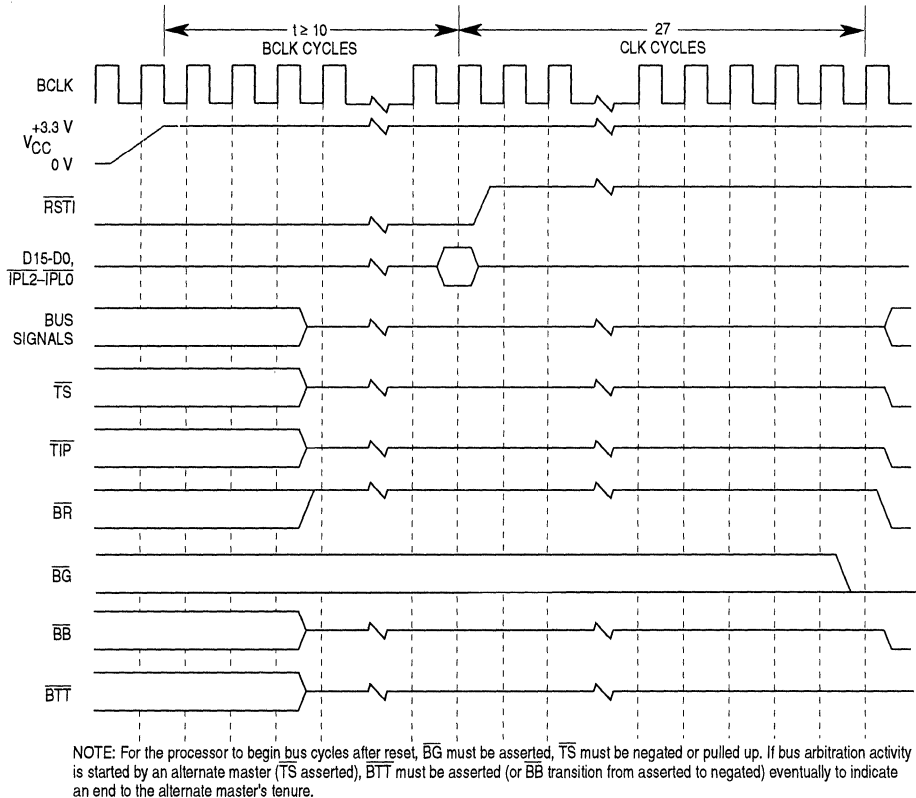 t ≥ 10
BCLK CYCLES
27
CLK CYCLES
BCLK
+3.3 V
VCC
0 V
RSTI
D15-D0,
IPL2–IPL0
BUS
SIGNALS
TS
TIP
BR
BG
BB
BTT
NOTE: For the processor to begin bus cycles after reset, BG must be asserted, TS must be negated or pulled up. If bus arbitration activity
is started by an alternate master (TS asserted), BTT must be asserted (or BB transition from asserted to negated) eventually to indicate
an end to the alternate master's tenure.